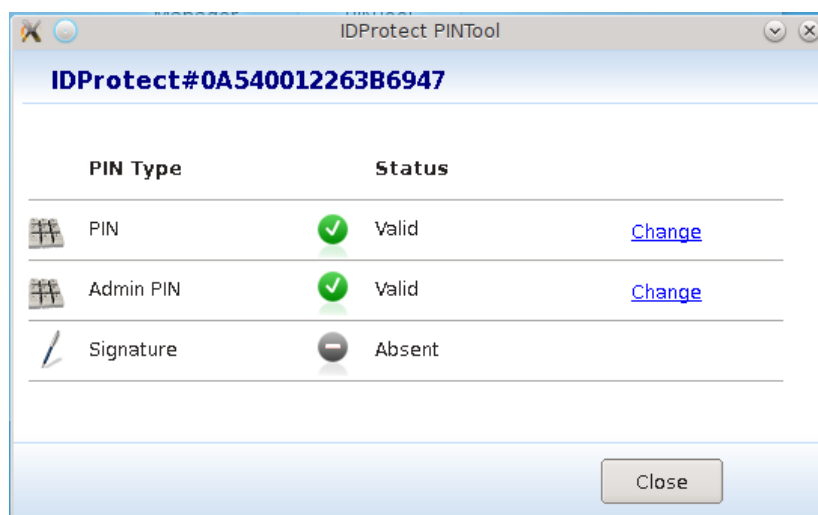 IDProtect PINTool
IDProtect#0A540012263B6947
PIN Type Status
PIN Valid Change
Admin PIN Valid Change
Signature Absent
Close